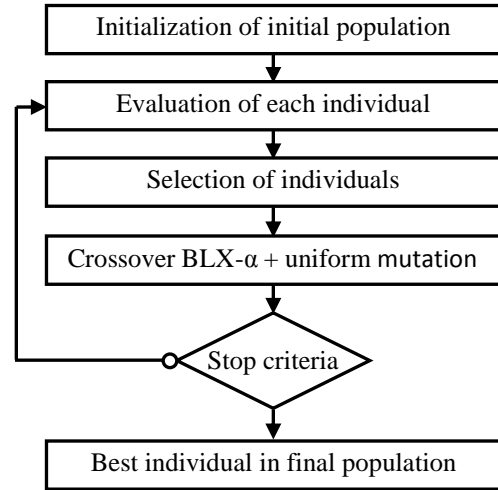 Initialization of initial population
Evaluation of each individual
Selection of individuals
Crossover BLX-α + uniform mutation
Stop criteria
Best individual in final population